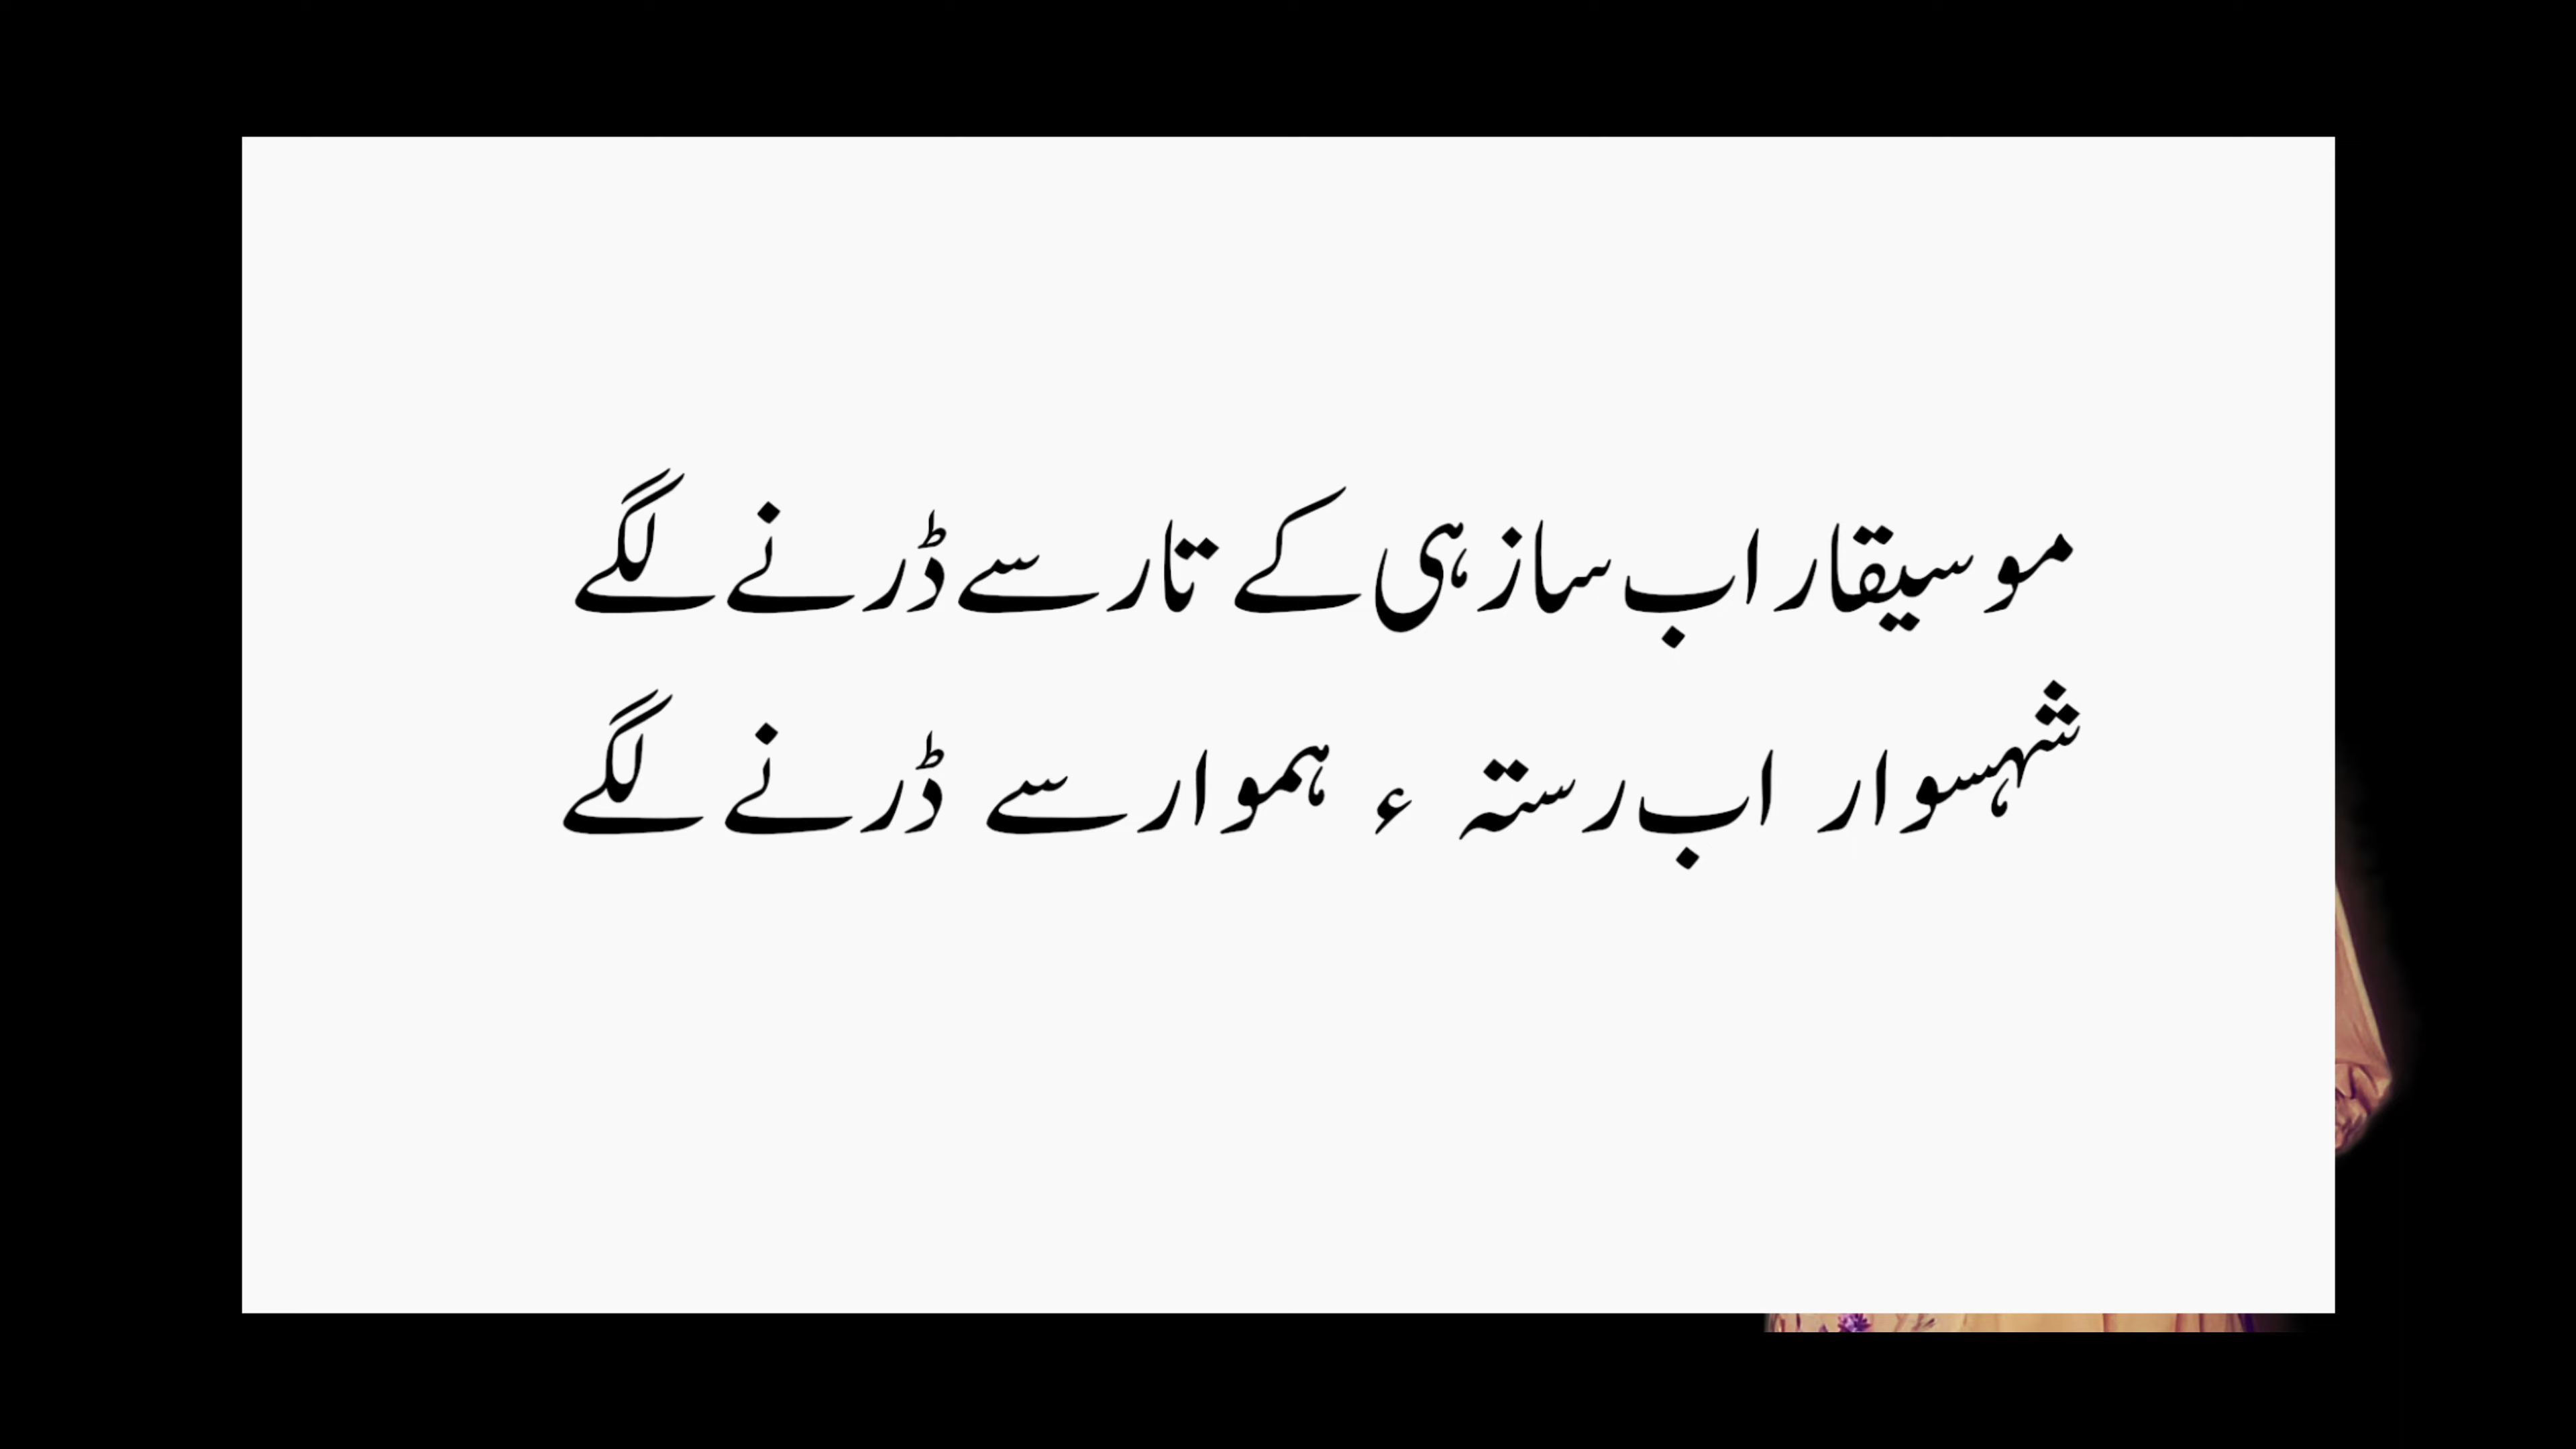 موسیقار اب ساز ہی کے تار سے ڈرنے لگے
شہسوار اب رستہ ء ہموار سے ڈرنے لگے